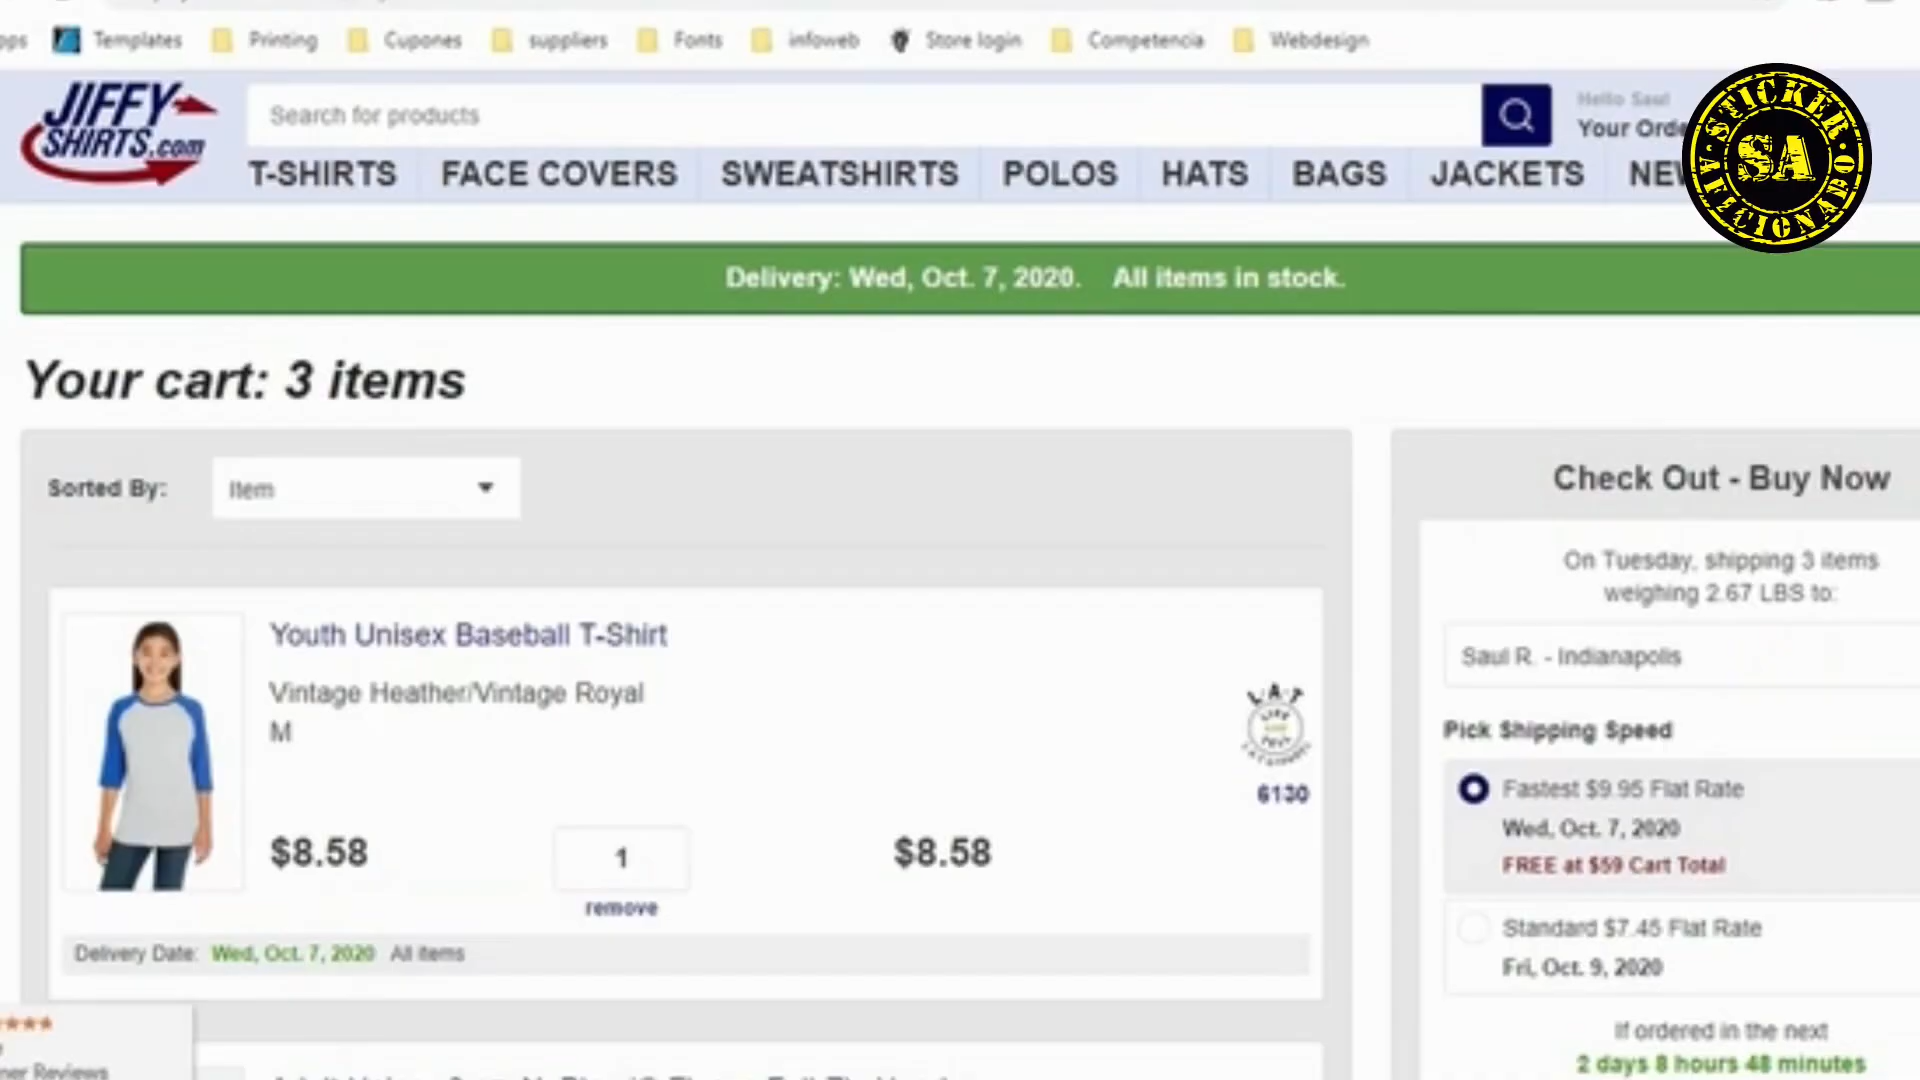 Templates Printing Cupones suppliers Fonts infoweb Store login Competencia Webdesign
JIFFY
SHIRTS.com
Search for products
Hello Saul
Your
STICKER
SA
AFICIONADO
T-SHIRTS FACE COVERS SWEATSHIRTS POLOS HATS BAGS JACKETS
Delivery: Wed, Oct. 7, 2020. All items in stock.
Your cart: 3 items
Sorted By: Item
Youth Unisex Baseball T-Shirt
Vintage Heather/Vintage Royal
M
L·A·T
6130
$8.58 1 $8.58
remove
Delivery Date: Wed, Oct. 7, 2020 All items
Reviews
Check Out - Buy Now
On Tuesday, shipping 3 items
weighing 2.67 LBS to:
Saul R. - Indianapolis
Pick Shipping Speed
Fastest $9.95 Flat Rate
Wed, Oct. 7, 2020
FREE at $59 Cart Total
Standard $7.45 Flat Rate
Fri, Oct. 9, 2020
If ordered in the next
2 days 8 hours 48 minutes